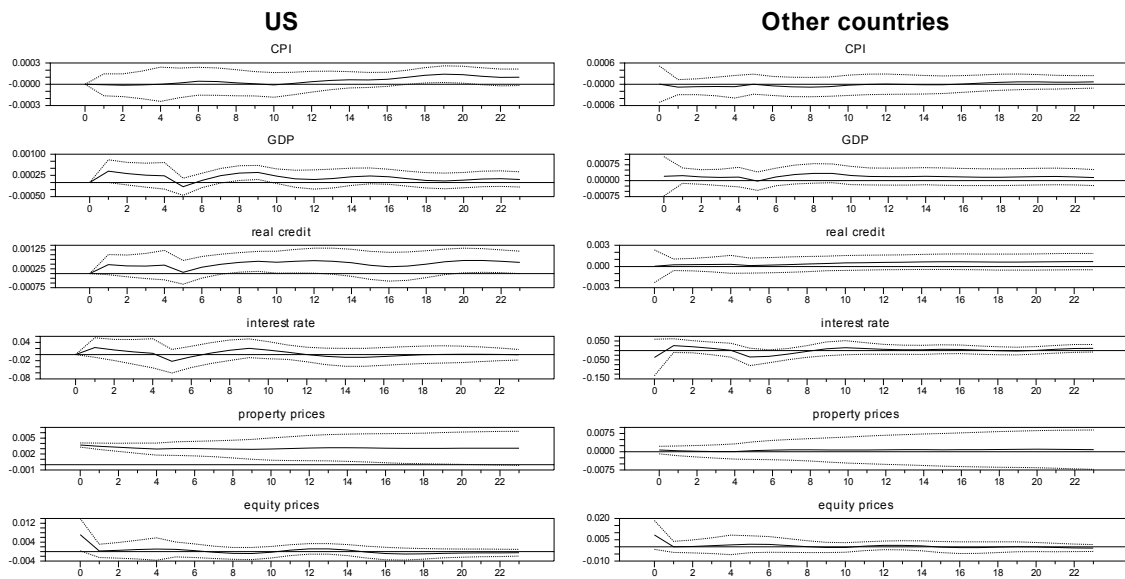 US
CPI
0.0003
-0.0000
-0.0003
0 2 4 6 8 10 12 14 16 18 20 22
GDP
0.00100
0.00025
-0.00050
0 2 4 6 8 10 12 14 16 18 20 22
real credit
0.00125
0.00025
-0.00075
0 2 4 6 8 10 12 14 16 18 20 22
interest rate
0.04
-0.02
-0.08
0 2 4 6 8 10 12 14 16 18 20 22
property prices
0.005
0.002
-0.001
0 2 4 6 8 10 12 14 16 18 20 22
equity prices
0.012
0.004
-0.004
0 2 4 6 8 10 12 14 16 18 20 22
Other countries
CPI
0.0006
-0.0000
-0.0006
0 2 4 6 8 10 12 14 16 18 20 22
GDP
0.00075
0.00000
-0.00075
0 2 4 6 8 10 12 14 16 18 20 22
real credit
0.003
0.000
-0.003
0 2 4 6 8 10 12 14 16 18 20 22
interest rate
0.050
-0.050
-0.150
0 2 4 6 8 10 12 14 16 18 20 22
property prices
0.0075
0.0000
-0.0075
0 2 4 6 8 10 12 14 16 18 20 22
equity prices
0.020
0.005
-0.010
0 2 4 6 8 10 12 14 16 18 20 22